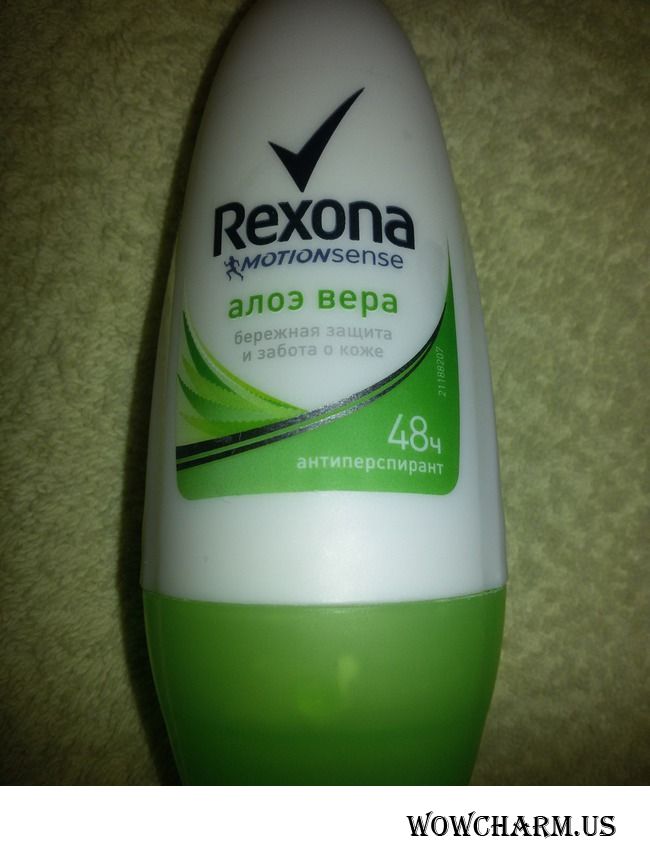 Rexona
MOTIONsense
алоэ вера
бережная защита
и забота о коже
21188207
48ч
антиперспирант
WOWCHARM.US